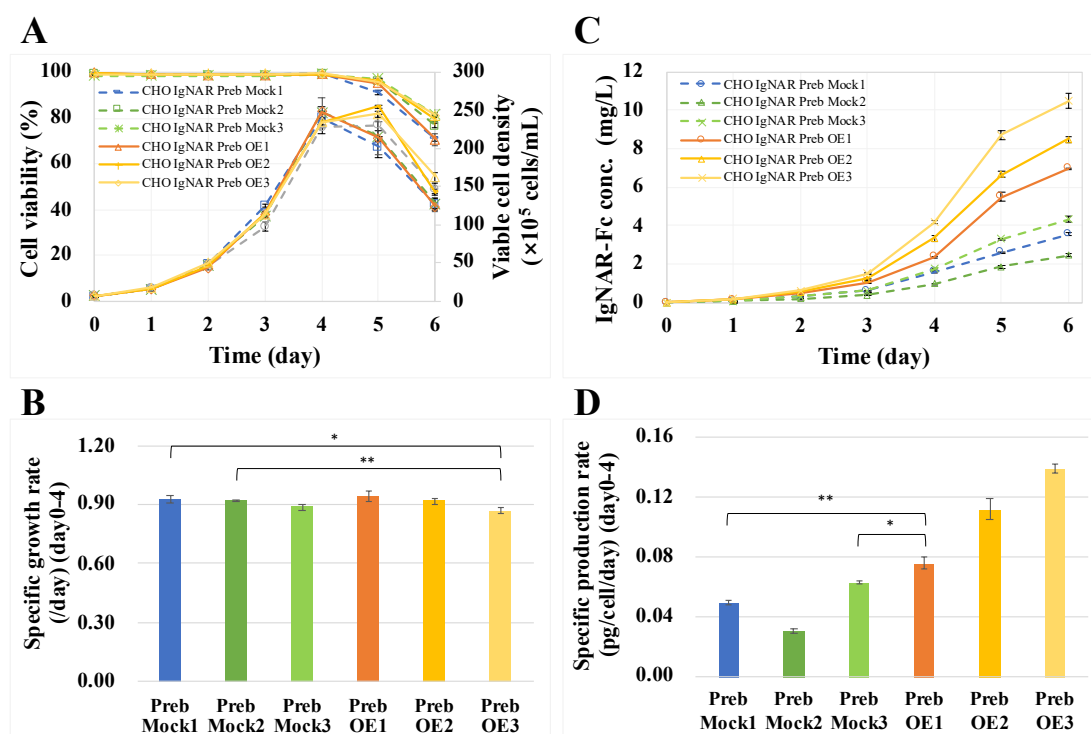 A
Cell viability (%)
100
80
60
40
20
0
CHO IgNAR Preb Mock1
CHO IgNAR Preb Mock2
CHO IgNAR Preb Mock3
CHO IgNAR Preb OE1
CHO IgNAR Preb OE2
CHO IgNAR Preb OE3
300
250
200
150
100
50
0
Viable cell density
(×10⁵ cells/mL)
0 1 2 3 4 5 6
Time (day)
C
IgNAR-Fc conc. (mg/L)
12
10
8
6
4
2
0
CHO IgNAR Preb Mock1
CHO IgNAR Preb Mock2
CHO IgNAR Preb Mock3
CHO IgNAR Preb OE1
CHO IgNAR Preb OE2
CHO IgNAR Preb OE3
0 1 2 3 4 5 6
Time (day)
B
Specific growth rate
(/day) (day0-4)
1.20
0.90
0.60
0.30
0.00
*
**
Preb Preb Preb Preb Preb Preb
Mock1 Mock2 Mock3 OE1 OE2 OE3
D
Specific production rate
(pg/cell/day) (day0-4)
0.16
0.12
0.08
0.04
0.00
**
*
Preb Preb Preb Preb Preb Preb
Mock1 Mock2 Mock3 OE1 OE2 OE3